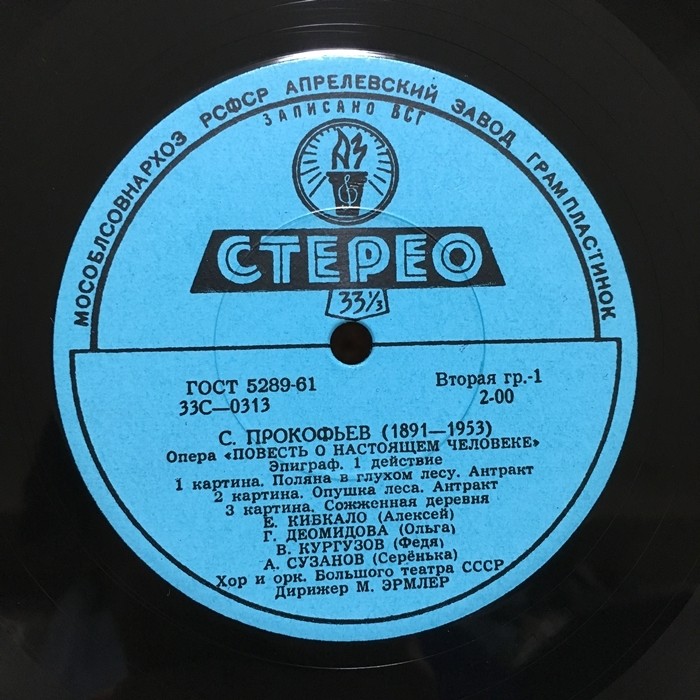 МОСОБЛСОВНАРХОЗ РСФСР АПРЕЛЕВСКИЙ ЗАВОД ГРАМПЛАСТИНОК
ЗАПИСАНО ВСГ
АЗ
СТЕРЕО
33⅓
ГОСТ 5289-61
Вторая гр.-1
33С—0313
2-00
С. ПРОКОФЬЕВ (1891—1953)
Опера «ПОВЕСТЬ О НАСТОЯЩЕМ ЧЕЛОВЕКЕ»
Эпиграф. 1 действие
1 картина. Поляна в глухом лесу. Антракт
2 картина. Опушка леса. Антракт
3 картина. Сожженная деревня
Е. КИБКАЛО (Алексей)
Г. ДЕОМИДОВА (Ольга)
В. КУРГУЗОВ (Федя)
А. СУЗАНОВ (Серёнька)
Хор и орк. Большого театра СССР
Дирижер М. ЭРМЛЕР